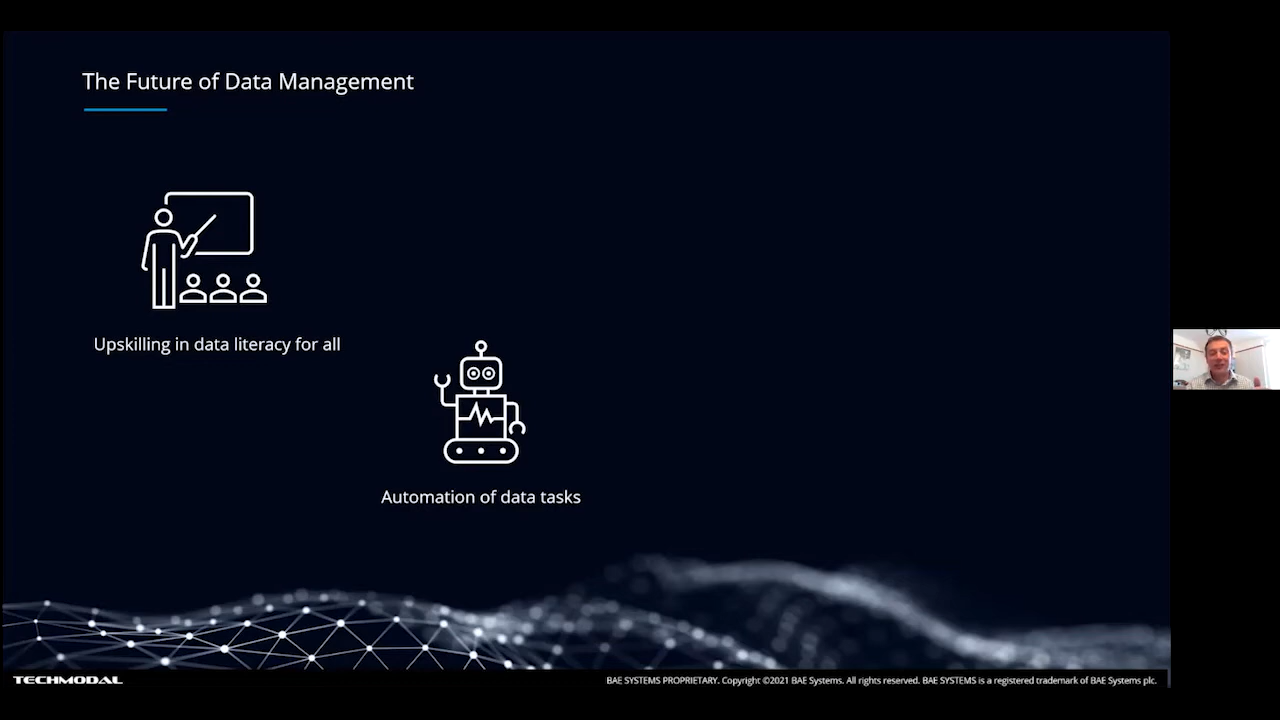 The Future of Data Management
Upskilling in data literacy for all
Automation of data tasks
TECHMODAL
BAE SYSTEMS PROPRIETARY. Copyright ©2021 BAE Systems. All rights reserved. BAE SYSTEMS is a registered trademark of BAE Systems plc.